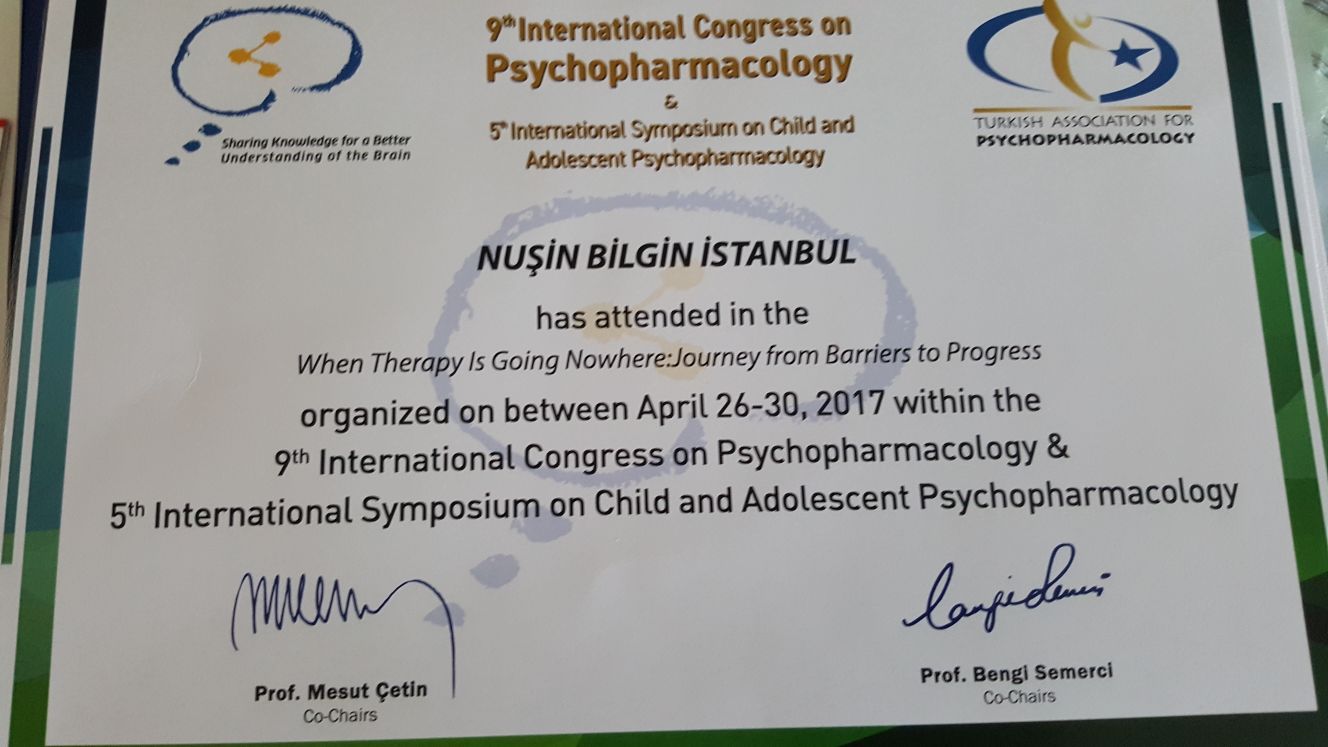 9th International Congress on
Psychopharmacology
&
5th International Symposium on Child and
Adolescent Psychopharmacology
Sharing Knowledge for a Better
Understanding of the Brain
TURKISH ASSOCIATION FOR
PSYCHOPHARMACOLOGY
NUŞİN BİLGİN İSTANBUL
has attended in the
When Therapy Is Going Nowhere:Journey from Barriers to Progress
organized on between April 26-30, 2017 within the
9th International Congress on Psychopharmacology &
5th International Symposium on Child and Adolescent Psychopharmacology
Prof. Mesut Çetin
Co-Chairs
Prof. Bengi Semerci
Co-Chairs